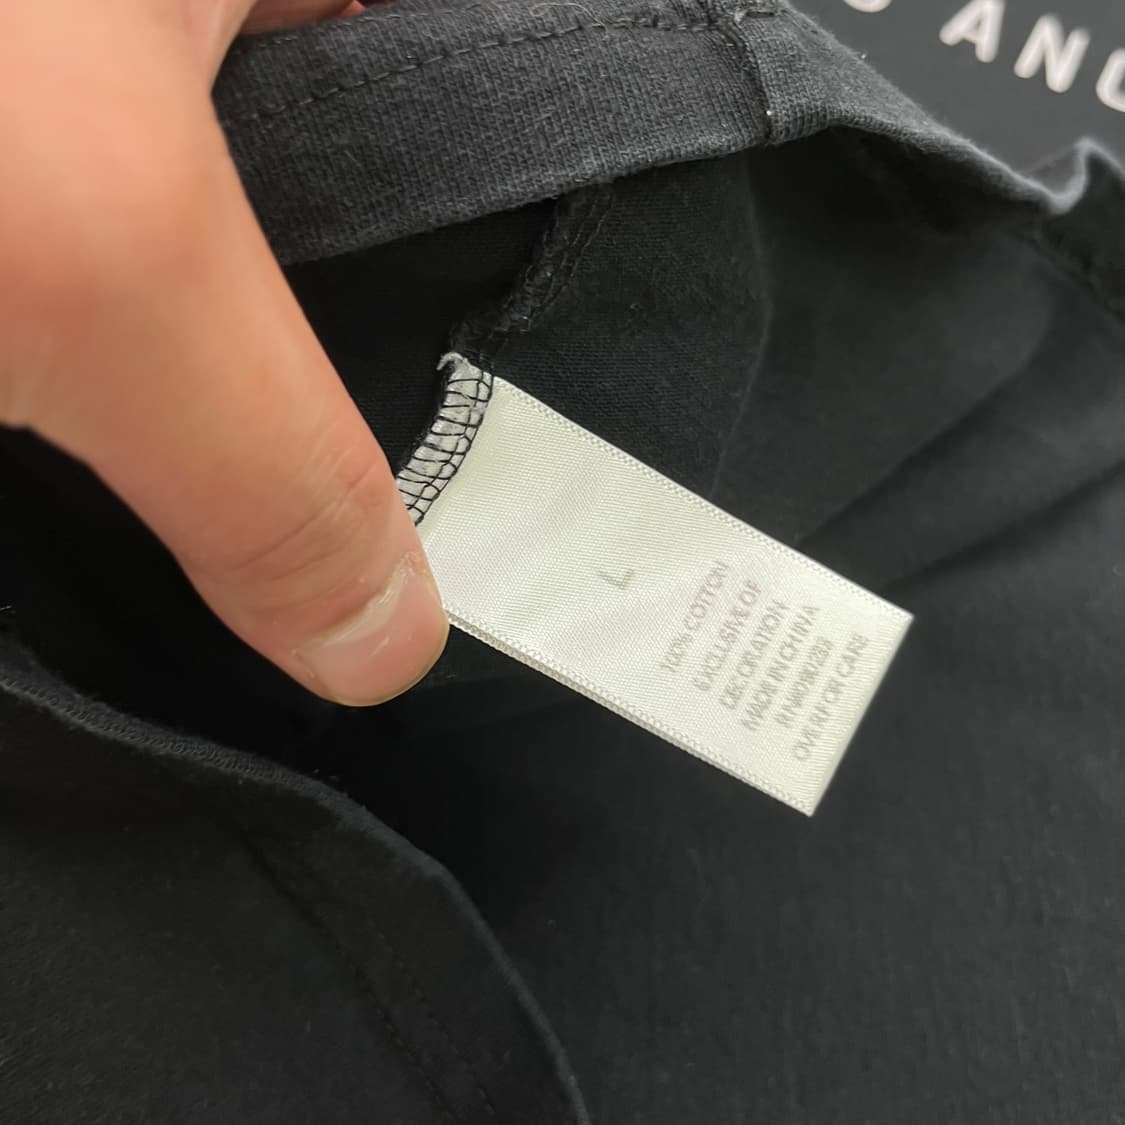 L
100% COTTON
EXCLUSIVE OF
DECORATION
MADE IN CHINA
OVER FOR CARE